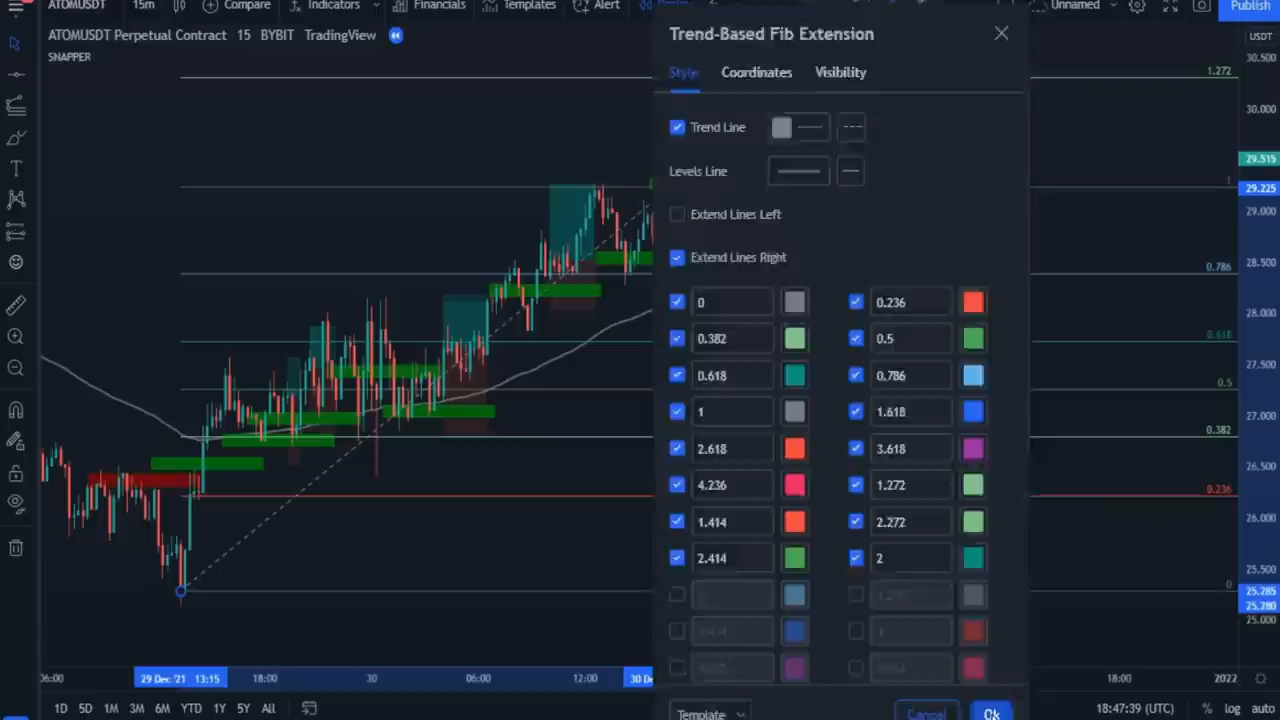 ATOMUSDT 15m Compare Indicators Financials Templates Alert Unnamed Publish
ATOMUSDT Perpetual Contract 15 BYBIT TradingView
SNAPPER
Trend-Based Fib Extension
Style Coordinates Visibility
Trend Line
Levels Line
Extend Lines Left
Extend Lines Right
0 0.236
0.382 0.5
0.618 0.786
1 1.618
2.618 3.618
4.236 1.272
1.414 2.272
2.414 2
Template Cancel Ok
1.272
1
0.786
0.618
0.5
0.382
0.236
0
USDT
30.500
30.000
29.515
29.225
29.000
28.500
28.000
27.500
27.000
26.500
26.000
25.500
25.285
25.780
25.000
06:00 29 Dec '21 13:15 18:00 30 06:00 12:00 30 D 18:00 2022
1D 5D 1M 3M 6M YTD 1Y 5Y All 18:47:39 (UTC) % log auto